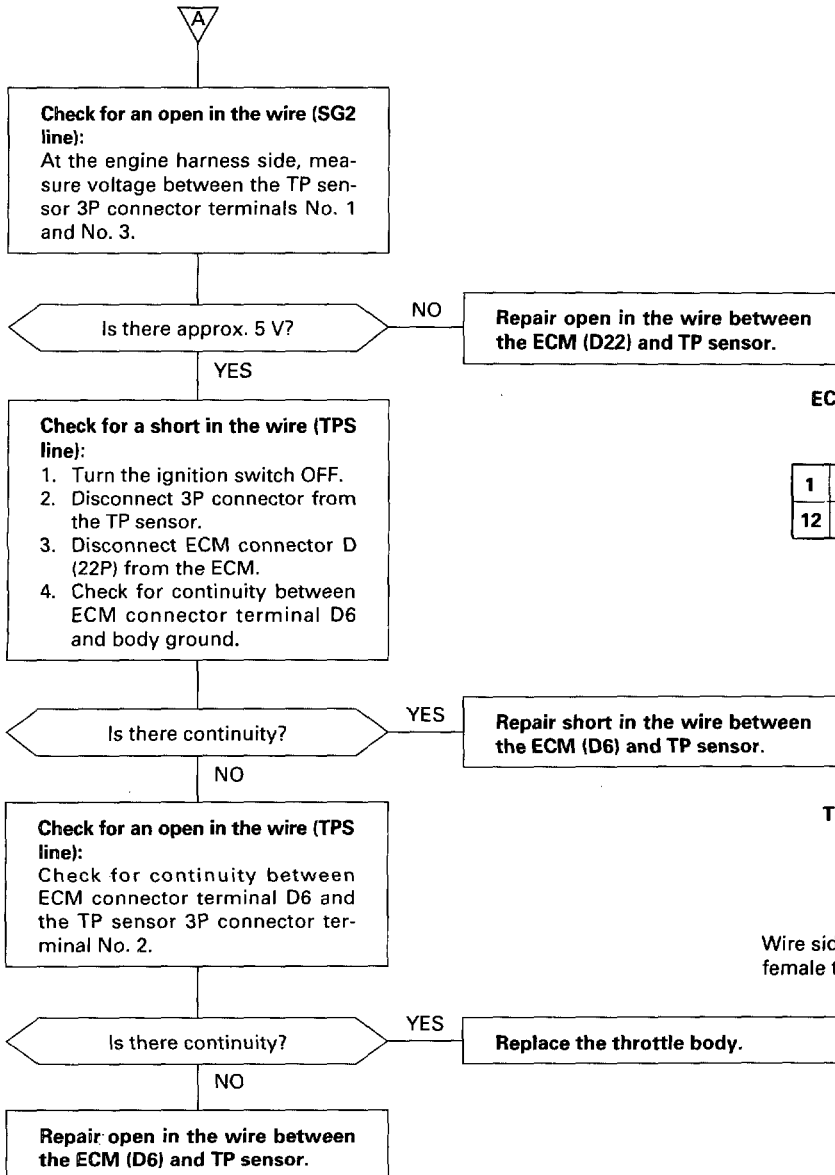 A
Check for an open in the wire (SG2
line):
At the engine harness side, mea-
sure voltage between the TP sen-
sor 3P connector terminals No. 1
and No. 3.
Is there approx. 5 V?
NO
Repair open in the wire between
the ECM (D22) and TP sensor.
YES
EC
Check for a short in the wire (TPS
line):
1. Turn the ignition switch OFF.
2. Disconnect 3P connector from
the TP sensor.
3. Disconnect ECM connector D
(22P) from the ECM.
4. Check for continuity between
ECM connector terminal D6
and body ground.
1
12
Is there continuity?
YES
Repair short in the wire between
the ECM (D6) and TP sensor.
NO
T
Check for an open in the wire (TPS
line):
Check for continuity between
ECM connector terminal D6 and
the TP sensor 3P connector ter-
minal No. 2.
Wire sid
female t
Is there continuity?
YES
Replace the throttle body.
NO
Repair open in the wire between
the ECM (D6) and TP sensor.